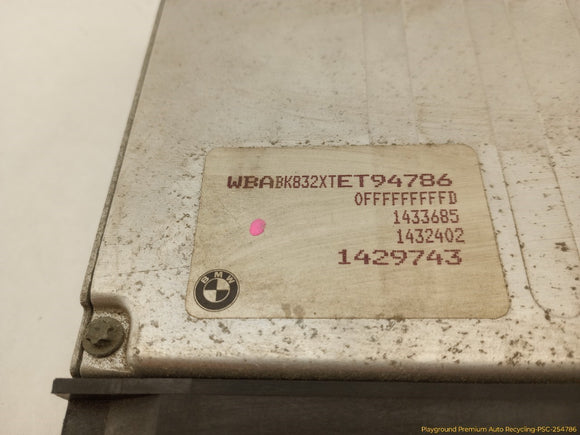 WBABK832XTET94786
0FFFFFFFFFD
1433685
1432402
1429743
BMW
Playground Premium Auto Recycling-PSC-254786